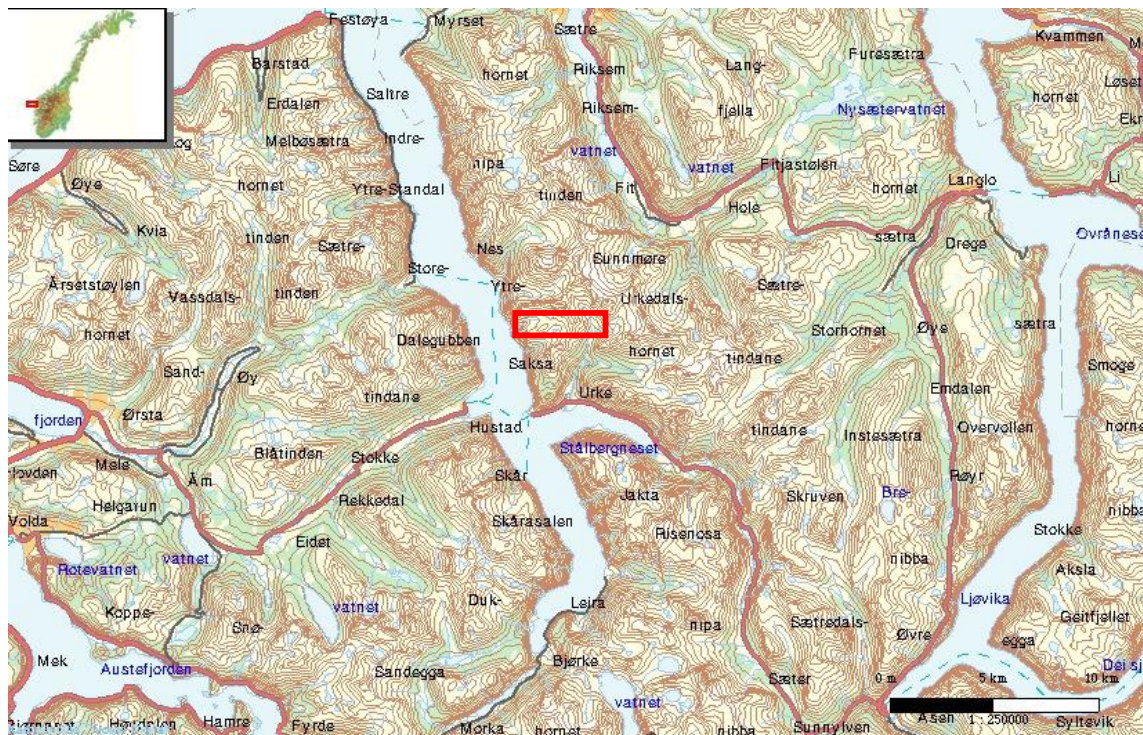 Festøya
Myrset
Sætre
Furesætra
Kvammen
Barstad
Saltre
hornet
Riksem
Lang-
Løset
Erdalen
Riksem-
fjella
Nysætervatnet
hornet
Melbøsætra
Indre-
Søre
nipa
vatnet
vatnet
Fitjastølen
Øye
hornet
Ytre-Standal
tinden
Fit
hornet
Langlo
Li
Hole
Kvia
tinden
Sætre-
Nes
sætra
Drege
Store-
Sunnmøre
Årsetstøylen
Vassdals-
tinden
Ytre-
Urkedals-
Sætre-
hornet
Dalegubben
Storhornet
Øye
sætra
Saksa
hornet
tindane
Smoge
Sand-
Øy
tindane
Urke
Emdalen
fjorden
Ørsta
Hustad
tindane
Instesætra
Overvollen
Blåtinden
Stokke
Stålbergneset
Mele
Åm
Skår
Jakta
Skruven
Bre-
Røyr
Helgarun
Rekkedal
nibba
Volda
Skårasalen
Risenosa
Stokke
Eidet
nibba
Rotevatnet
vatnet
Aksla
Koppe-
vatnet
Duk-
Leira
Ljøvika
Geitfjellet
Snø-
nipa
Sætredals-
Øvre
egga
Mek
Austefjorden
Sandegga
Bjørke
Sæter
0 m
5 km
10 km
vatnet
Hamre
Fyrde
Morka
hornet
nibba
Sunnylven
Åsen
1 : 250000
Syltevik